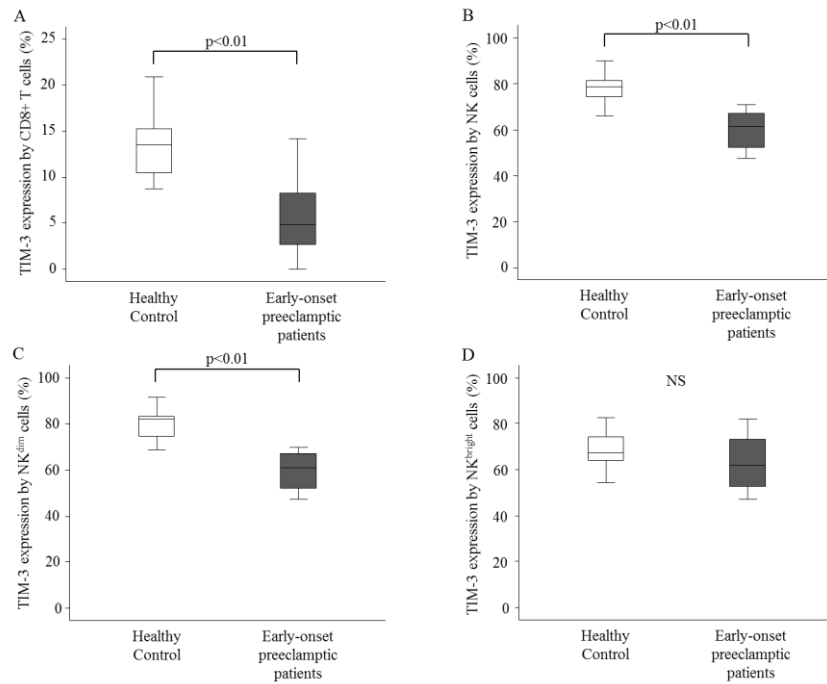 A
TIM-3 expression by CD8+ T cells (%)
25
20
15
10
5
0
p<0.01
Healthy
Control
Early-onset
preeclamptic
patients
B
TIM-3 expression by NK cells (%)
100
80
60
40
20
0
p<0.01
Healthy
Control
Early-onset
preeclamptic
patients
C
TIM-3 expression by NKdim cells (%)
100
80
60
40
20
0
p<0.01
Healthy
Control
Early-onset
preeclamptic
patients
D
TIM-3 expression by NKbright cells (%)
100
80
60
40
20
0
NS
Healthy
Control
Early-onset
preeclamptic
patients